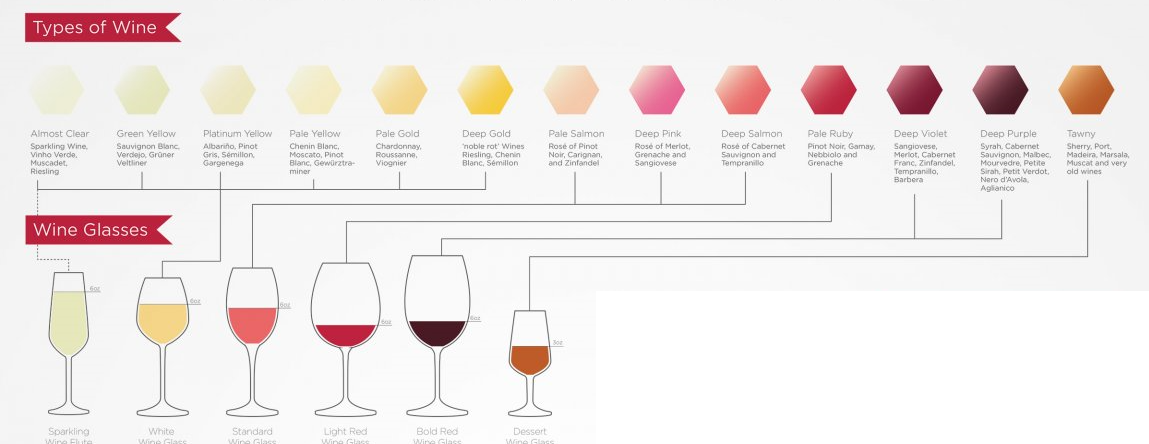 Types of Wine
Almost Clear
Sparkling Wine,
Vinho Verde,
Muscadet,
Riesling
Green Yellow
Sauvignon Blanc,
Verdejo, Grüner
Veltliner
Platinum Yellow
Albariño, Pinot
Gris, Sémillon,
Gargenega
Pale Yellow
Chenin Blanc,
Moscato, Pinot
Blanc, Gewürztra-
miner
Pale Gold
Chardonnay,
Roussanne,
Viognier
Deep Gold
'noble rot' Wines
Riesling, Chenin
Blanc, Sémillon
Pale Salmon
Rosé of Pinot
Noir, Carignan,
and Zinfandel
Deep Pink
Rosé of Merlot,
Grenache and
Sangiovese
Deep Salmon
Rosé of Cabernet
Sauvignon and
Tempranillo
Pale Ruby
Pinot Noir, Gamay,
Nebbiolo and
Grenache
Deep Violet
Sangiovese,
Merlot, Cabernet
Franc, Zinfandel,
Tempranillo,
Barbera
Deep Purple
Syrah, Cabernet
Sauvignon, Malbec,
Mourvedre, Petite
Sirah, Petit Verdot,
Nero d'Avola,
Aglianico
Tawny
Sherry, Port,
Madeira, Marsala,
Muscat and very
old wines
Wine Glasses
6oz
6oz
6oz
6oz
6oz
3oz
Sparkling
Wine Flute
White
Wine Glass
Standard
Wine Glass
Light Red
Wine Glass
Bold Red
Wine Glass
Dessert
Wine Glass